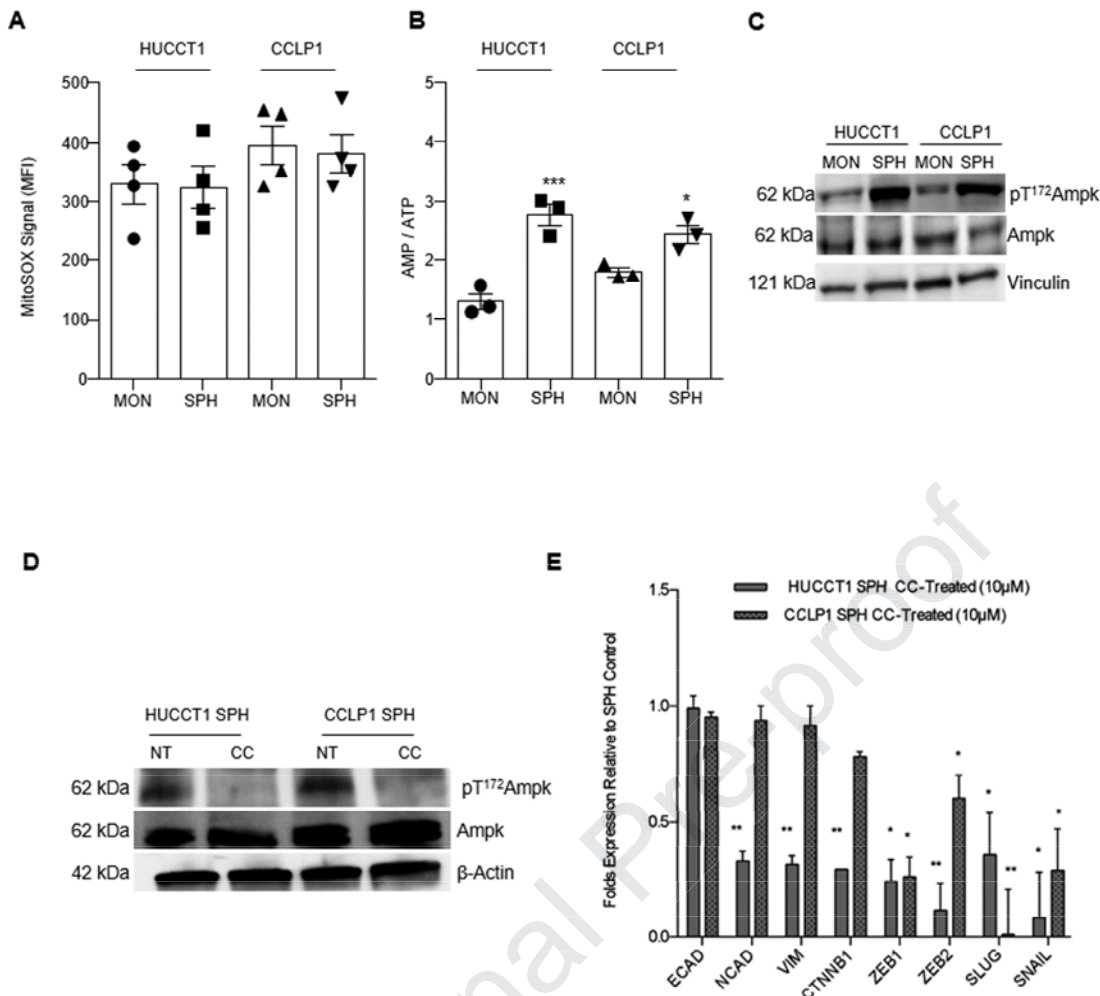 A
HUCCT1
CCLP1
MitoSOX Signal (MFI)
500
400
300
200
100
0
MON
SPH
MON
SPH
B
HUCCT1
CCLP1
AMP / ATP
5
4
3
2
1
0
***
*
MON
SPH
MON
SPH
C
HUCCT1
CCLP1
MON
SPH
MON
SPH
62 kDa
pT¹⁷²Ampk
62 kDa
Ampk
121 kDa
Vinculin
D
HUCCT1 SPH
CCLP1 SPH
NT
CC
NT
CC
62 kDa
pT¹⁷²Ampk
62 kDa
Ampk
42 kDa
β-Actin
E
HUCCT1 SPH CC-Treated (10μM)
CCLP1 SPH CC-Treated (10μM)
Folds Expression Relative to SPH Control
1.5
1.0
0.5
0.0
**
**
**
*
*
**
*
*
**
*
*
ECAD
NCAD
VIM
CTNNB1
ZEB1
ZEB2
SLUG
SNAIL
nal Pre-proof